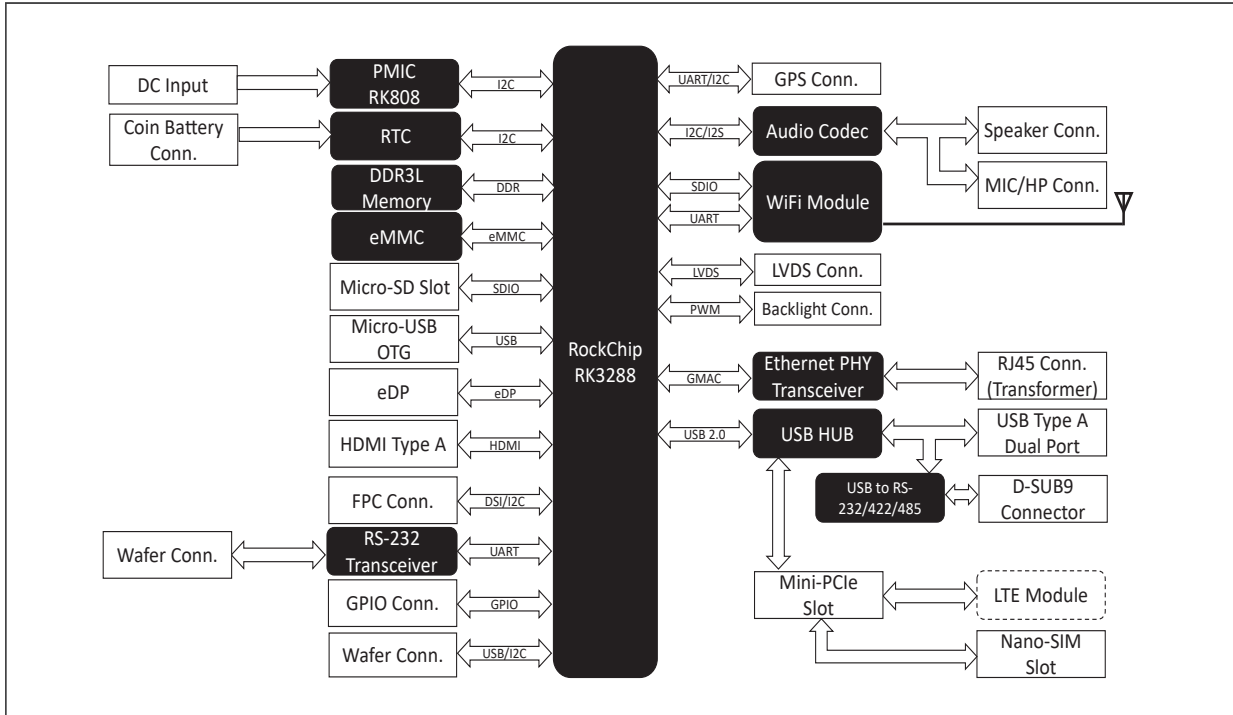 DC Input
PMIC
RK808
I2C
Coin Battery
Conn.
RTC
I2C
DDR3L
Memory
DDR
eMMC
eMMC
Micro-SD Slot
SDIO
Micro-USB
OTG
USB
eDP
eDP
HDMI Type A
HDMI
FPC Conn.
DSI/I2C
Wafer Conn.
RS-232
Transceiver
UART
GPIO Conn.
GPIO
Wafer Conn.
USB/I2C
RockChip
RK3288
UART/I2C
GPS Conn.
I2C/I2S
Audio Codec
Speaker Conn.
MIC/HP Conn.
SDIO
UART
WiFi Module
LVDS
LVDS Conn.
PWM
Backlight Conn.
GMAC
Ethernet PHY
Transceiver
RJ45 Conn.
(Transformer)
USB 2.0
USB HUB
USB Type A
Dual Port
USB to RS-
232/422/485
D-SUB9
Connector
Mini-PCIe
Slot
LTE Module
Nano-SIM
Slot